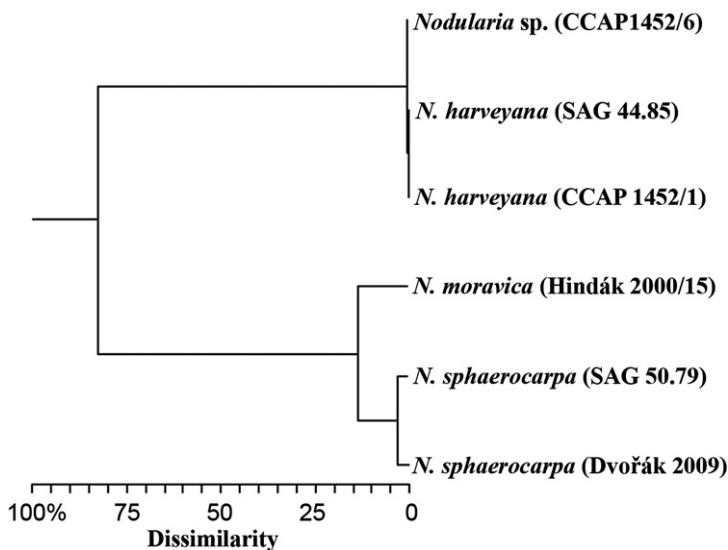 Nodularia sp. (CCAP1452/6)
N. harveyana (SAG 44.85)
N. harveyana (CCAP 1452/1)
N. moravica (Hindák 2000/15)
N. sphaerocarpa (SAG 50.79)
N. sphaerocarpa (Dvořák 2009)
100% 75 50 25 0
Dissimilarity